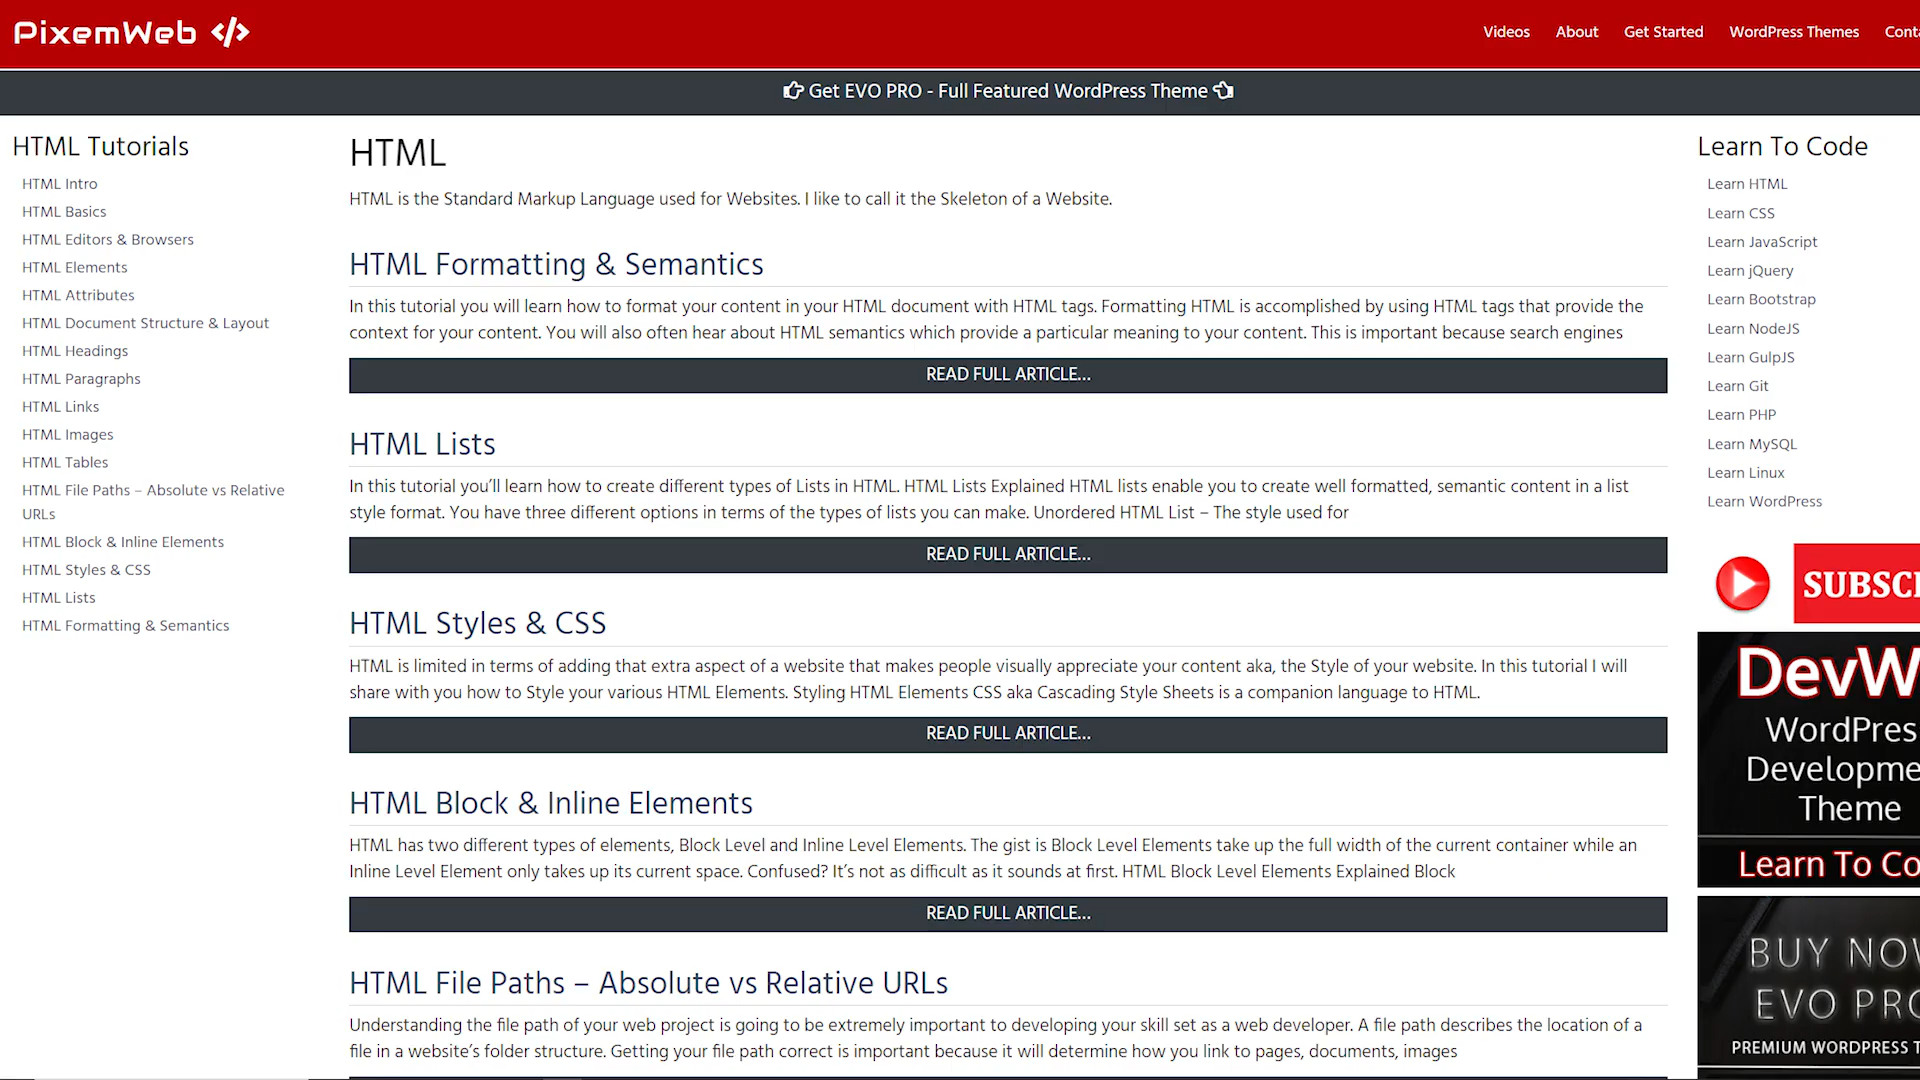 PixemWeb </>
Videos About Get Started WordPress Themes
Get EVO PRO - Full Featured WordPress Theme
HTML Tutorials
HTML Intro
HTML Basics
HTML Editors & Browsers
HTML Elements
HTML Attributes
HTML Document Structure & Layout
HTML Headings
HTML Paragraphs
HTML Links
HTML Images
HTML Tables
HTML File Paths – Absolute vs Relative
URLs
HTML Block & Inline Elements
HTML Styles & CSS
HTML Lists
HTML Formatting & Semantics
HTML
HTML is the Standard Markup Language used for Websites. I like to call it the Skeleton of a Website.
HTML Formatting & Semantics
In this tutorial you will learn how to format your content in your HTML document with HTML tags. Formatting HTML is accomplished by using HTML tags that provide the
context for your content. You will also often hear about HTML semantics which provide a particular meaning to your content. This is important because search engines
READ FULL ARTICLE...
HTML Lists
In this tutorial you’ll learn how to create different types of Lists in HTML. HTML Lists Explained HTML lists enable you to create well formatted, semantic content in a list
style format. You have three different options in terms of the types of lists you can make. Unordered HTML List – The style used for
READ FULL ARTICLE...
HTML Styles & CSS
HTML is limited in terms of adding that extra aspect of a website that makes people visually appreciate your content aka, the Style of your website. In this tutorial I will
share with you how to Style your various HTML Elements. Styling HTML Elements CSS aka Cascading Style Sheets is a companion language to HTML.
READ FULL ARTICLE...
HTML Block & Inline Elements
HTML has two different types of elements, Block Level and Inline Level Elements. The gist is Block Level Elements take up the full width of the current container while an
Inline Level Element only takes up its current space. Confused? It’s not as difficult as it sounds at first. HTML Block Level Elements Explained Block
READ FULL ARTICLE...
HTML File Paths – Absolute vs Relative URLs
Understanding the file path of your web project is going to be extremely important to developing your skill set as a web developer. A file path describes the location of a
file in a website’s folder structure. Getting your file path correct is important because it will determine how you link to pages, documents, images
Learn To Code
Learn HTML
Learn CSS
Learn JavaScript
Learn jQuery
Learn Bootstrap
Learn NodeJS
Learn GulpJS
Learn Git
Learn PHP
Learn MySQL
Learn Linux
Learn WordPress
SUBSC
DevW
WordPres
Developme
Theme
Learn To Co
BUY NOW
EVO PRO
PREMIUM WORDPRESS T